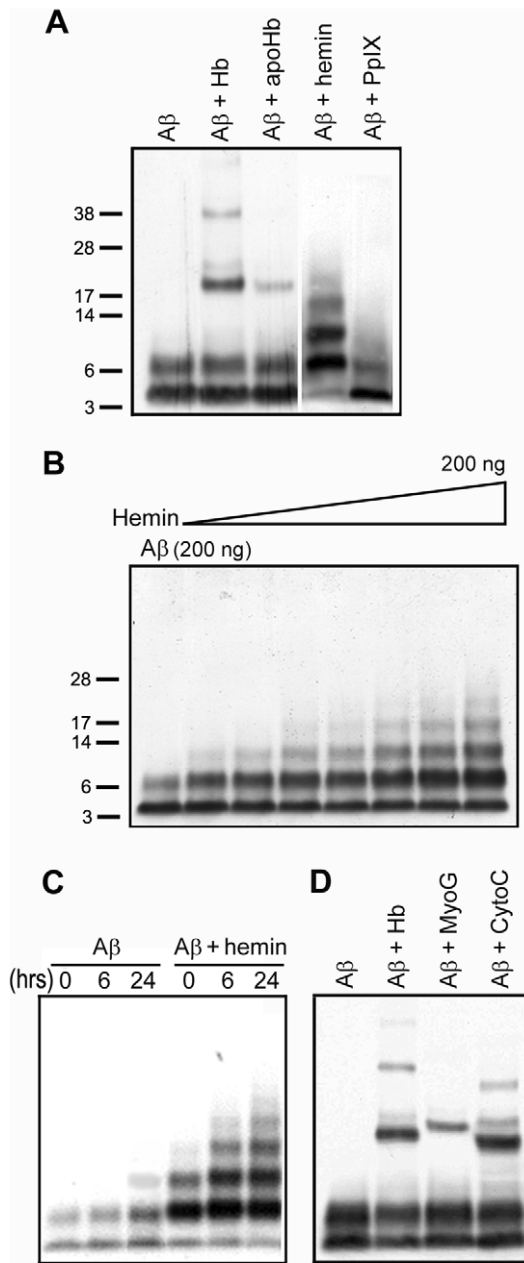 A
Aβ
Aβ + Hb
Aβ + apoHb
Aβ + hemin
Aβ + PpIX
38
28
17
14
6
3
B
200 ng
Hemin
Aβ (200 ng)
28
17
14
6
3
C
Aβ Aβ + hemin
(hrs) 0 6 24 0 6 24
D
Aβ
Aβ + Hb
Aβ + MyoG
Aβ + CytoC